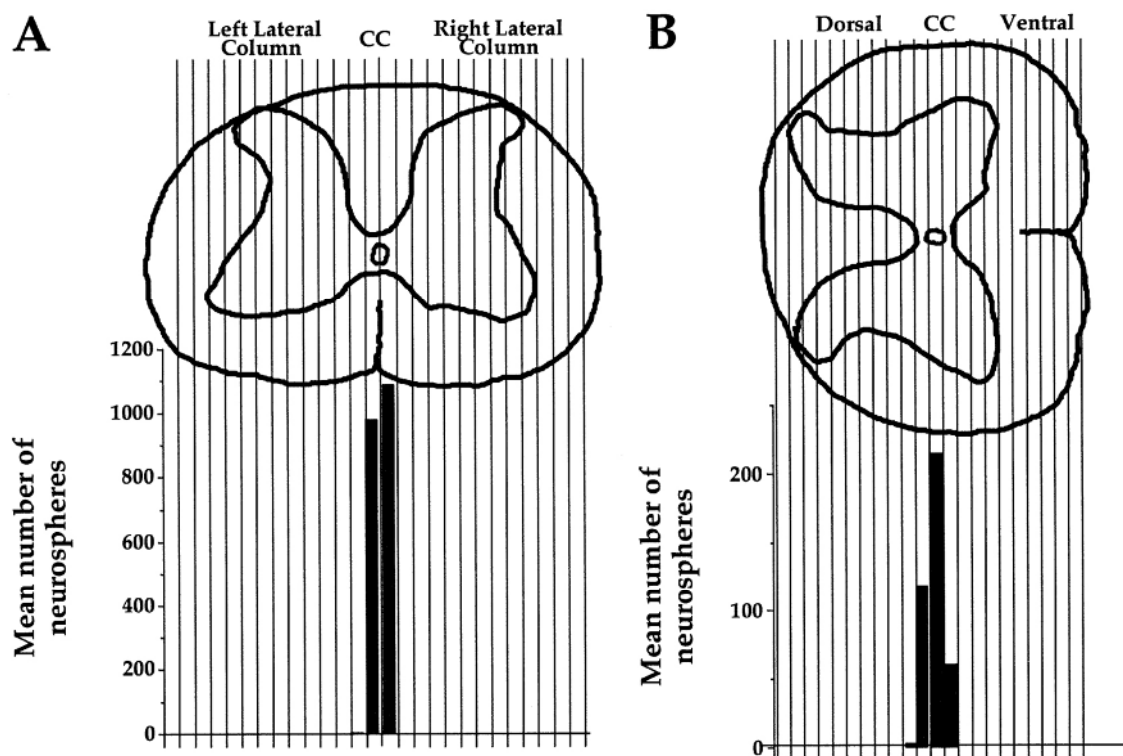 A
Left Lateral
Column
CC
Right Lateral
Column
1200
1000
800
600
400
200
0
Mean number of
neurospheres
B
Dorsal
CC
Ventral
200
100
0
Mean number of
neurospheres